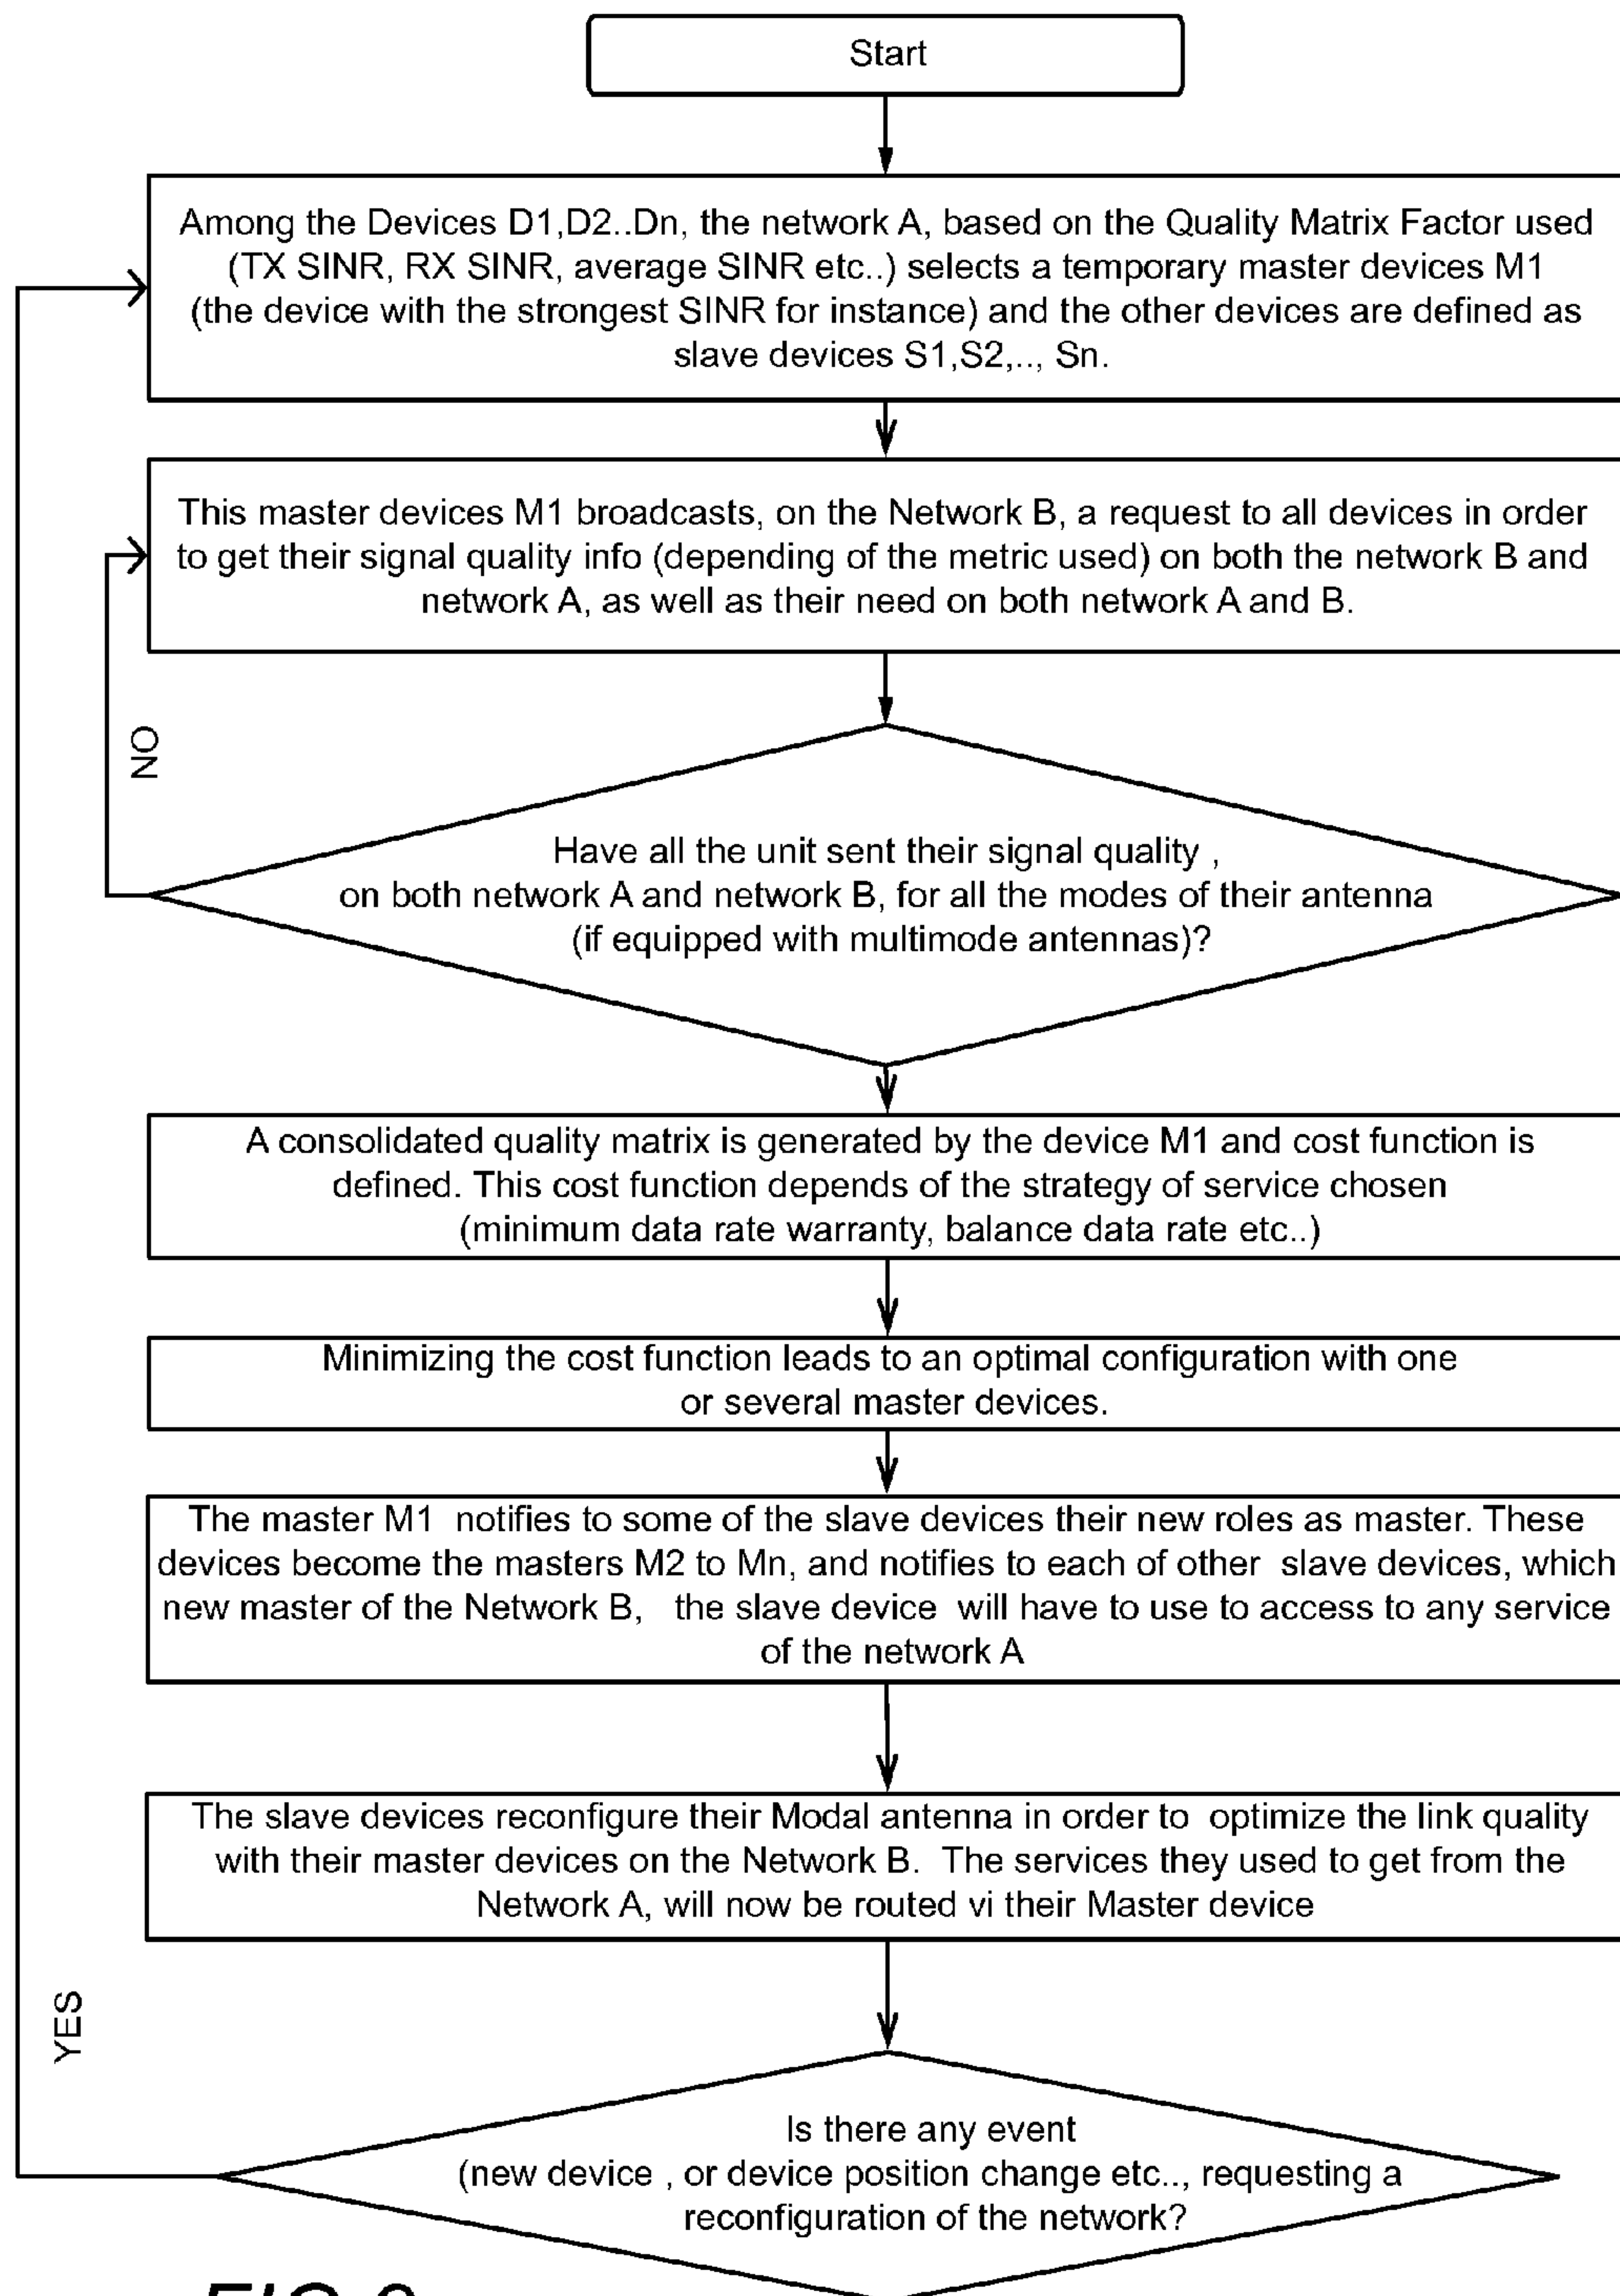 Start
Among the Devices D1,D2..Dn, the network A, based on the Quality Matrix Factor used
(TX SINR, RX SINR, average SINR etc..) selects a temporary master devices M1
(the device with the strongest SINR for instance) and the other devices are defined as
slave devices S1,S2,.., Sn.
This master devices M1 broadcasts, on the Network B, a request to all devices in order
to get their signal quality info (depending of the metric used) on both the network B and
network A, as well as their need on both network A and B.
NO
Have all the unit sent their signal quality ,
on both network A and network B, for all the modes of their antenna
(if equipped with multimode antennas)?
A consolidated quality matrix is generated by the device M1 and cost function is
defined. This cost function depends of the strategy of service chosen
(minimum data rate warranty, balance data rate etc..)
Minimizing the cost function leads to an optimal configuration with one
or several master devices.
The master M1 notifies to some of the slave devices their new roles as master. These
devices become the masters M2 to Mn, and notifies to each of other slave devices, which
new master of the Network B, the slave device will have to use to access to any service
of the network A
The slave devices reconfigure their Modal antenna in order to optimize the link quality
with their master devices on the Network B. The services they used to get from the
Network A, will now be routed vi their Master device
YES
Is there any event
(new device , or device position change etc.., requesting a
reconfiguration of the network?